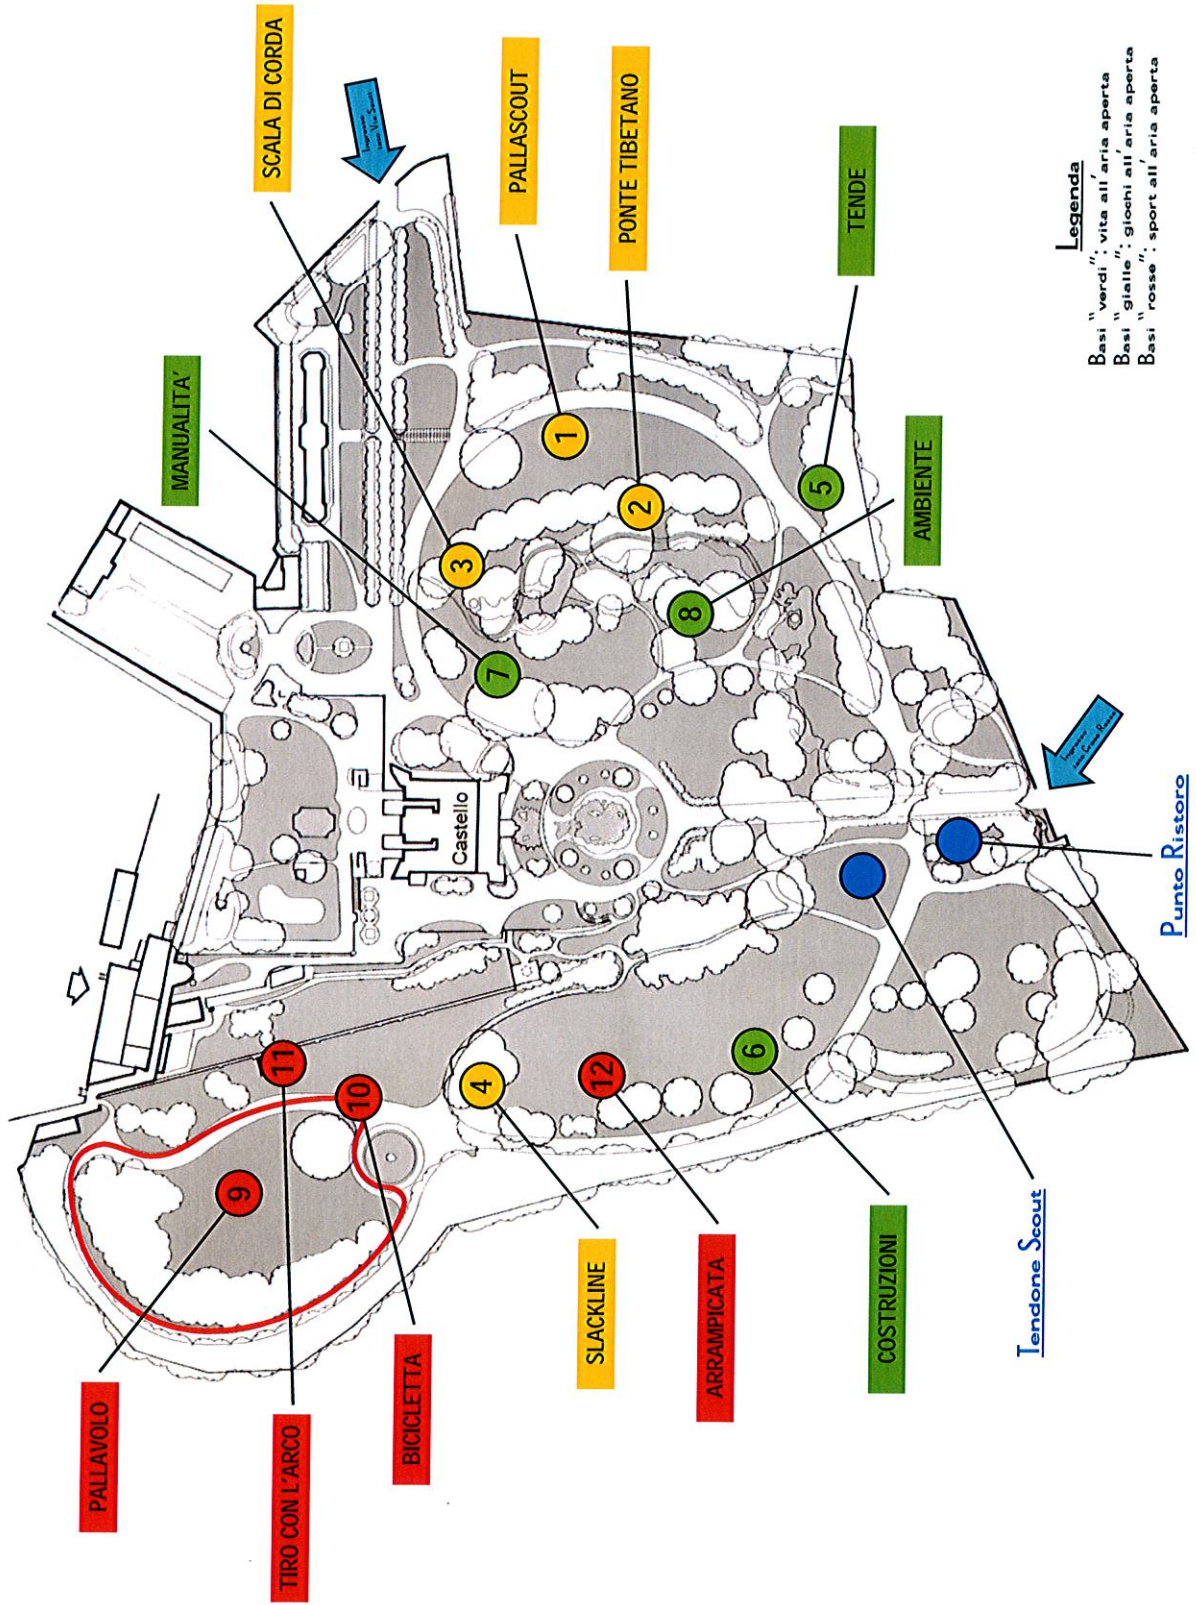 PALLAVOLO
TIRO CON L'ARCO
BICICLETTA
SLACKLINE
ARRAMPICATA
COSTRUZIONI
Tendone Scout
Punto Ristoro
MANUALITA'
SCALA DI CORDA
PALLASCOUT
PONTE TIBETANO
TENDE
AMBIENTE
Castello
Ingresso
Ingresso
1
2
3
4
5
6
7
8
9
10
11
12
Legenda
Basi "verdi": vita all'aria aperta
Basi "gialle": giochi all'aria aperta
Basi "rosse": sport all'aria aperta